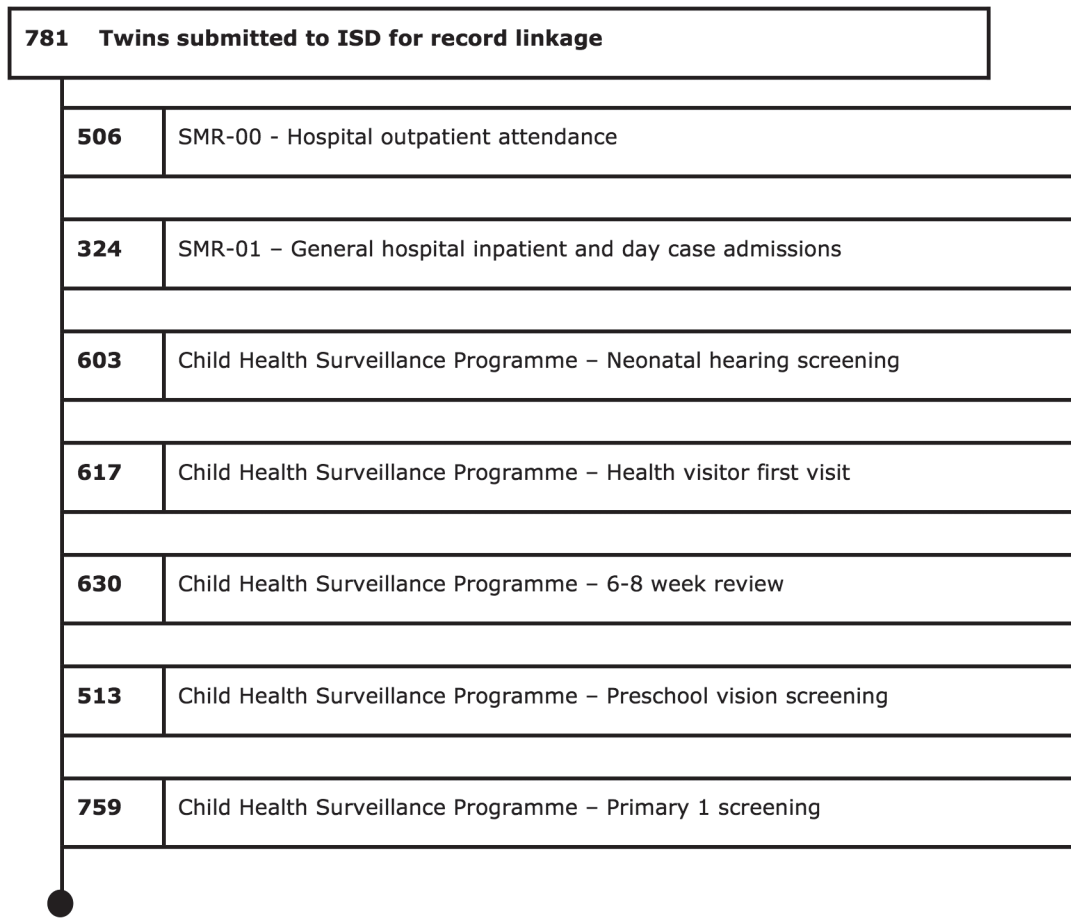 781 Twins submitted to ISD for record linkage
506 SMR-00 - Hospital outpatient attendance
324 SMR-01 – General hospital inpatient and day case admissions
603 Child Health Surveillance Programme – Neonatal hearing screening
617 Child Health Surveillance Programme – Health visitor first visit
630 Child Health Surveillance Programme – 6-8 week review
513 Child Health Surveillance Programme – Preschool vision screening
759 Child Health Surveillance Programme – Primary 1 screening